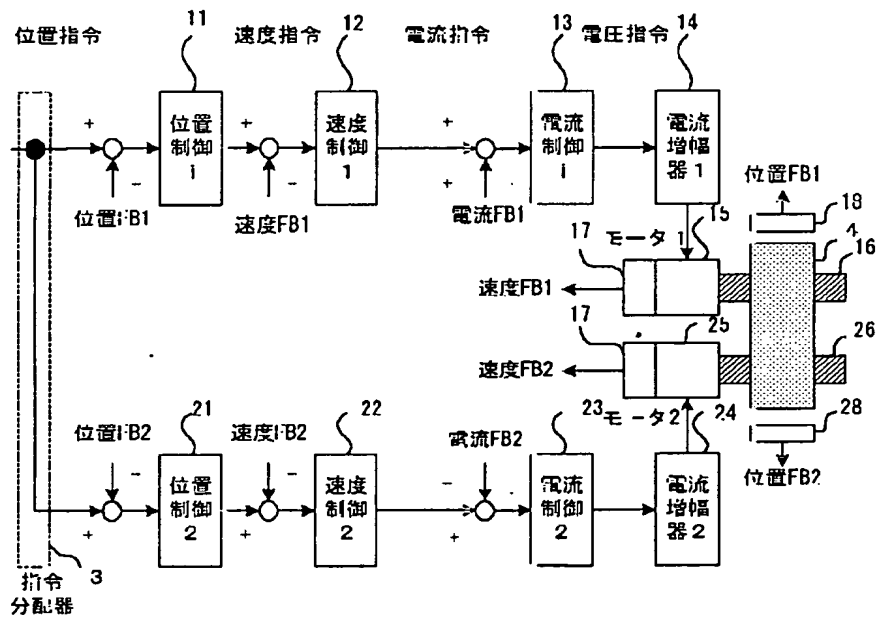 位置指令
11
速度指令
12
電流指令
13
電圧指令
14
+
位置
制御
1
+
速度
制御
1
+
電流
制御
1
電流
増幅
器1
-
位置FB1
-
速度FB1
+
電流FB1
位置FB1
18
4
16
17
モータ1
15
速度FB1
17
25
26
速度FB2
28
位置FB2
21
速度FB2
22
電流FB2
23
モータ2
24
位置FB2
-
-
-
位置
制御
2
速度
制御
2
電流
制御
2
電流
増幅
器2
+
+
+
指令
分配器
3